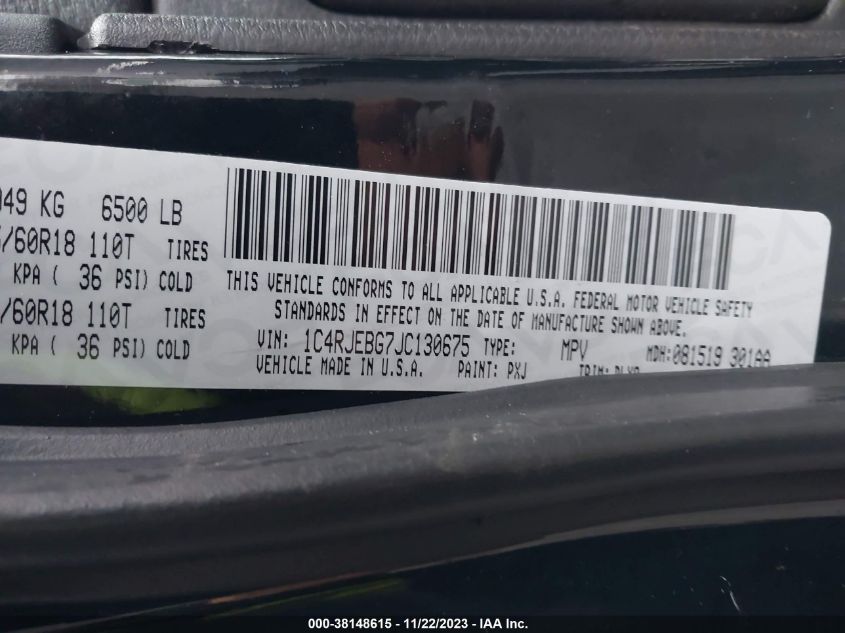 049 KG 6500 LB
/60R18 110T TIRES
KPA ( 36 PSI) COLD
/60R18 110T TIRES
KPA ( 36 PSI) COLD
THIS VEHICLE CONFORMS TO ALL APPLICABLE U.S.A. FEDERAL MOTOR VEHICLE SAFETY
STANDARDS IN EFFECT ON THE DATE OF MANUFACTURE SHOWN ABOVE.
VIN: 1C4RJEBG7JC130675 TYPE: MPV MDH:081519 301AA
VEHICLE MADE IN U.S.A. PAINT: PXJ TRIM:
000-38148615 - 11/22/2023 - IAA Inc.